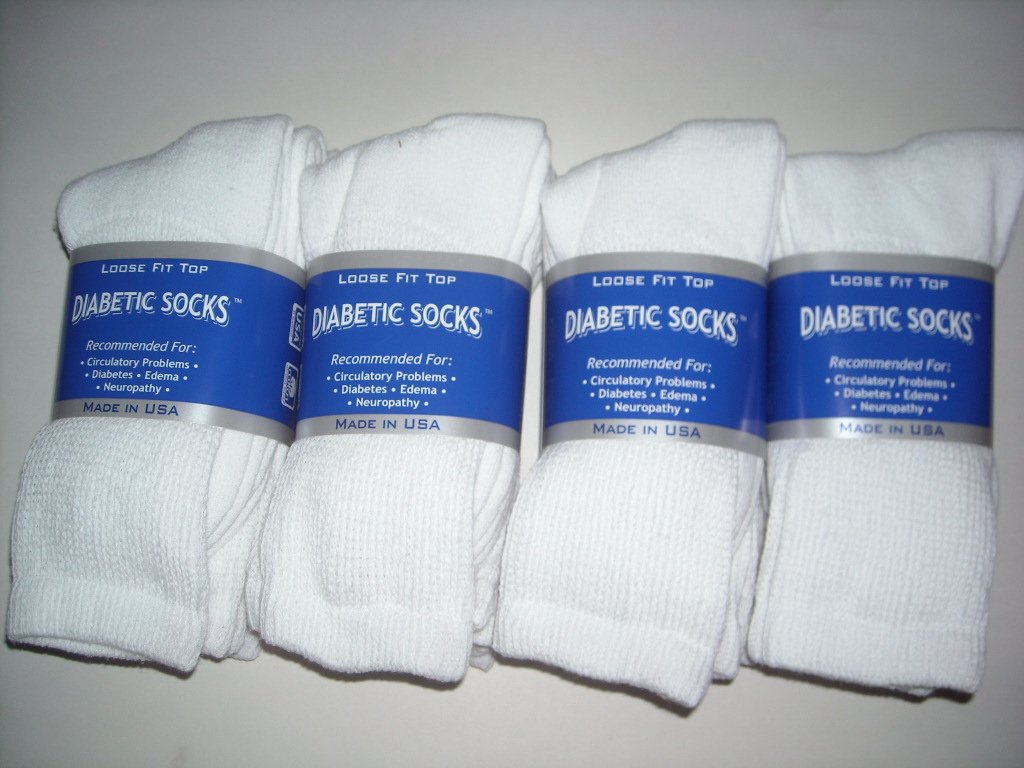 LOOSE FIT TOP
DIABETIC SOCKS™
Recommended For:
• Circulatory Problems •
• Diabetes • Edema •
• Neuropathy •
MADE IN USA
USA
LOOSE FIT TOP
DIABETIC SOCKS™
Recommended For:
• Circulatory Problems •
• Diabetes • Edema •
• Neuropathy •
MADE IN USA
LOOSE FIT TOP
DIABETIC SOCKS™
Recommended For:
• Circulatory Problems •
• Diabetes • Edema •
• Neuropathy •
MADE IN USA
LOOSE FIT TOP
DIABETIC SOCKS™
Recommended For:
• Circulatory Problems •
• Diabetes • Edema •
• Neuropathy •
MADE IN USA